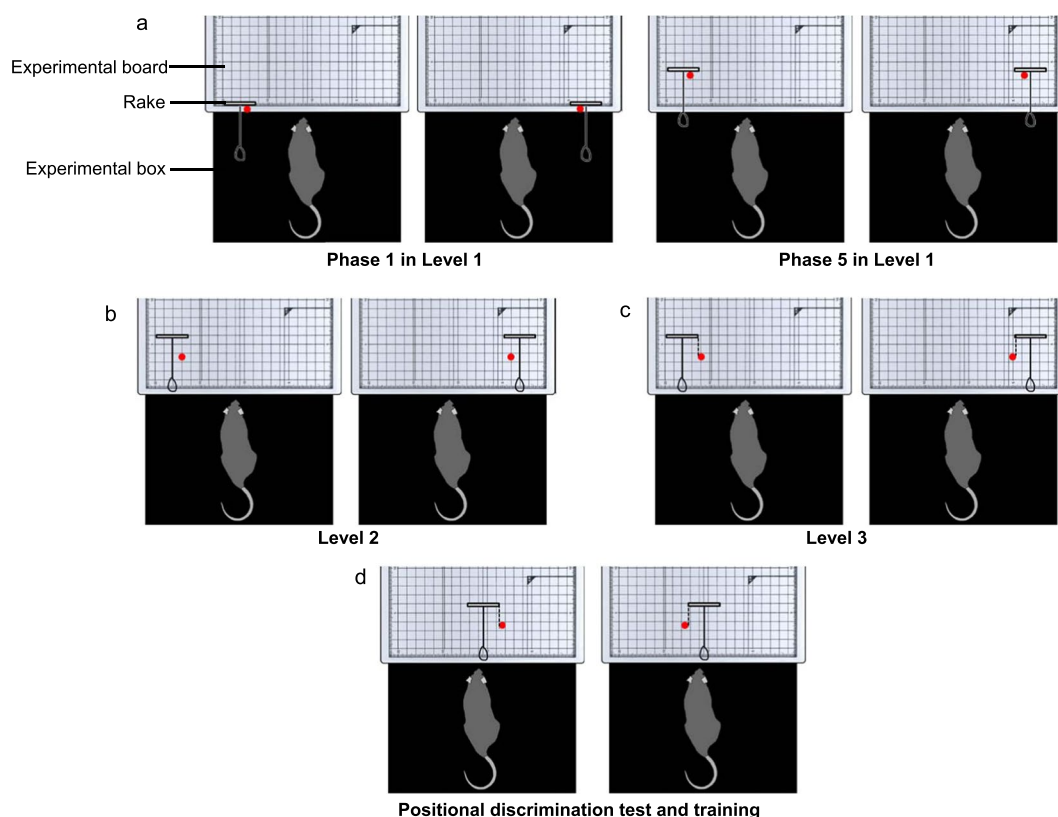 a
Experimental board
Rake
Experimental box
Phase 1 in Level 1
Phase 5 in Level 1
b
c
Level 2
Level 3
d
Positional discrimination test and training